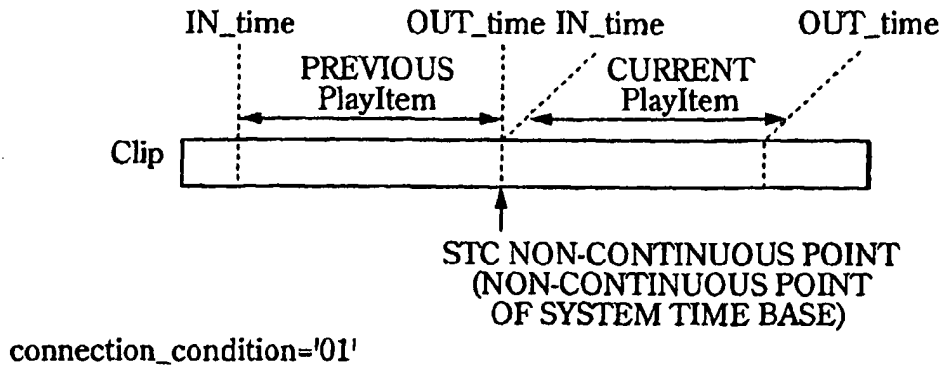 IN_time OUT_time IN_time OUT_time
PREVIOUS CURRENT
PlayItem PlayItem
Clip
STC NON-CONTINUOUS POINT
(NON-CONTINUOUS POINT
OF SYSTEM TIME BASE)
connection_condition='01'